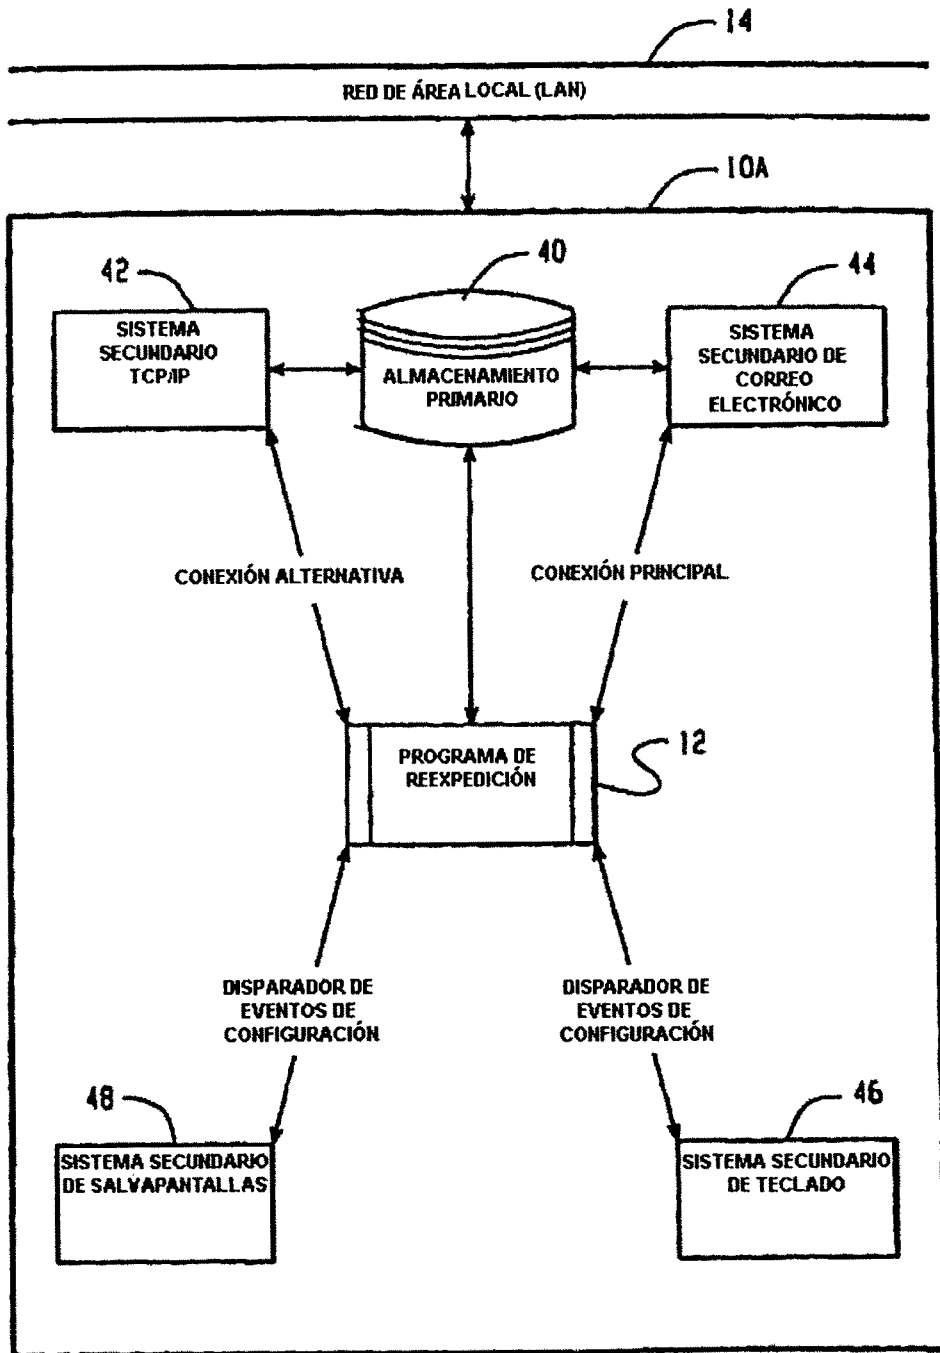 14
RED DE ÁREA LOCAL (LAN)
10A
42
40
44
SISTEMA
SECUNDARIO
TCP/IP
ALMACENAMIENTO
PRIMARIO
SISTEMA
SECUNDARIO DE
CORREO
ELECTRÓNICO
CONEXIÓN ALTERNATIVA
CONEXIÓN PRINCIPAL
12
PROGRAMA DE
REEXPEDICIÓN
DISPARADOR DE
EVENTOS DE
CONFIGURACIÓN
DISPARADOR DE
EVENTOS DE
CONFIGURACIÓN
48
46
SISTEMA SECUNDARIO
DE SALVAPANTALLAS
SISTEMA SECUNDARIO
DE TECLADO